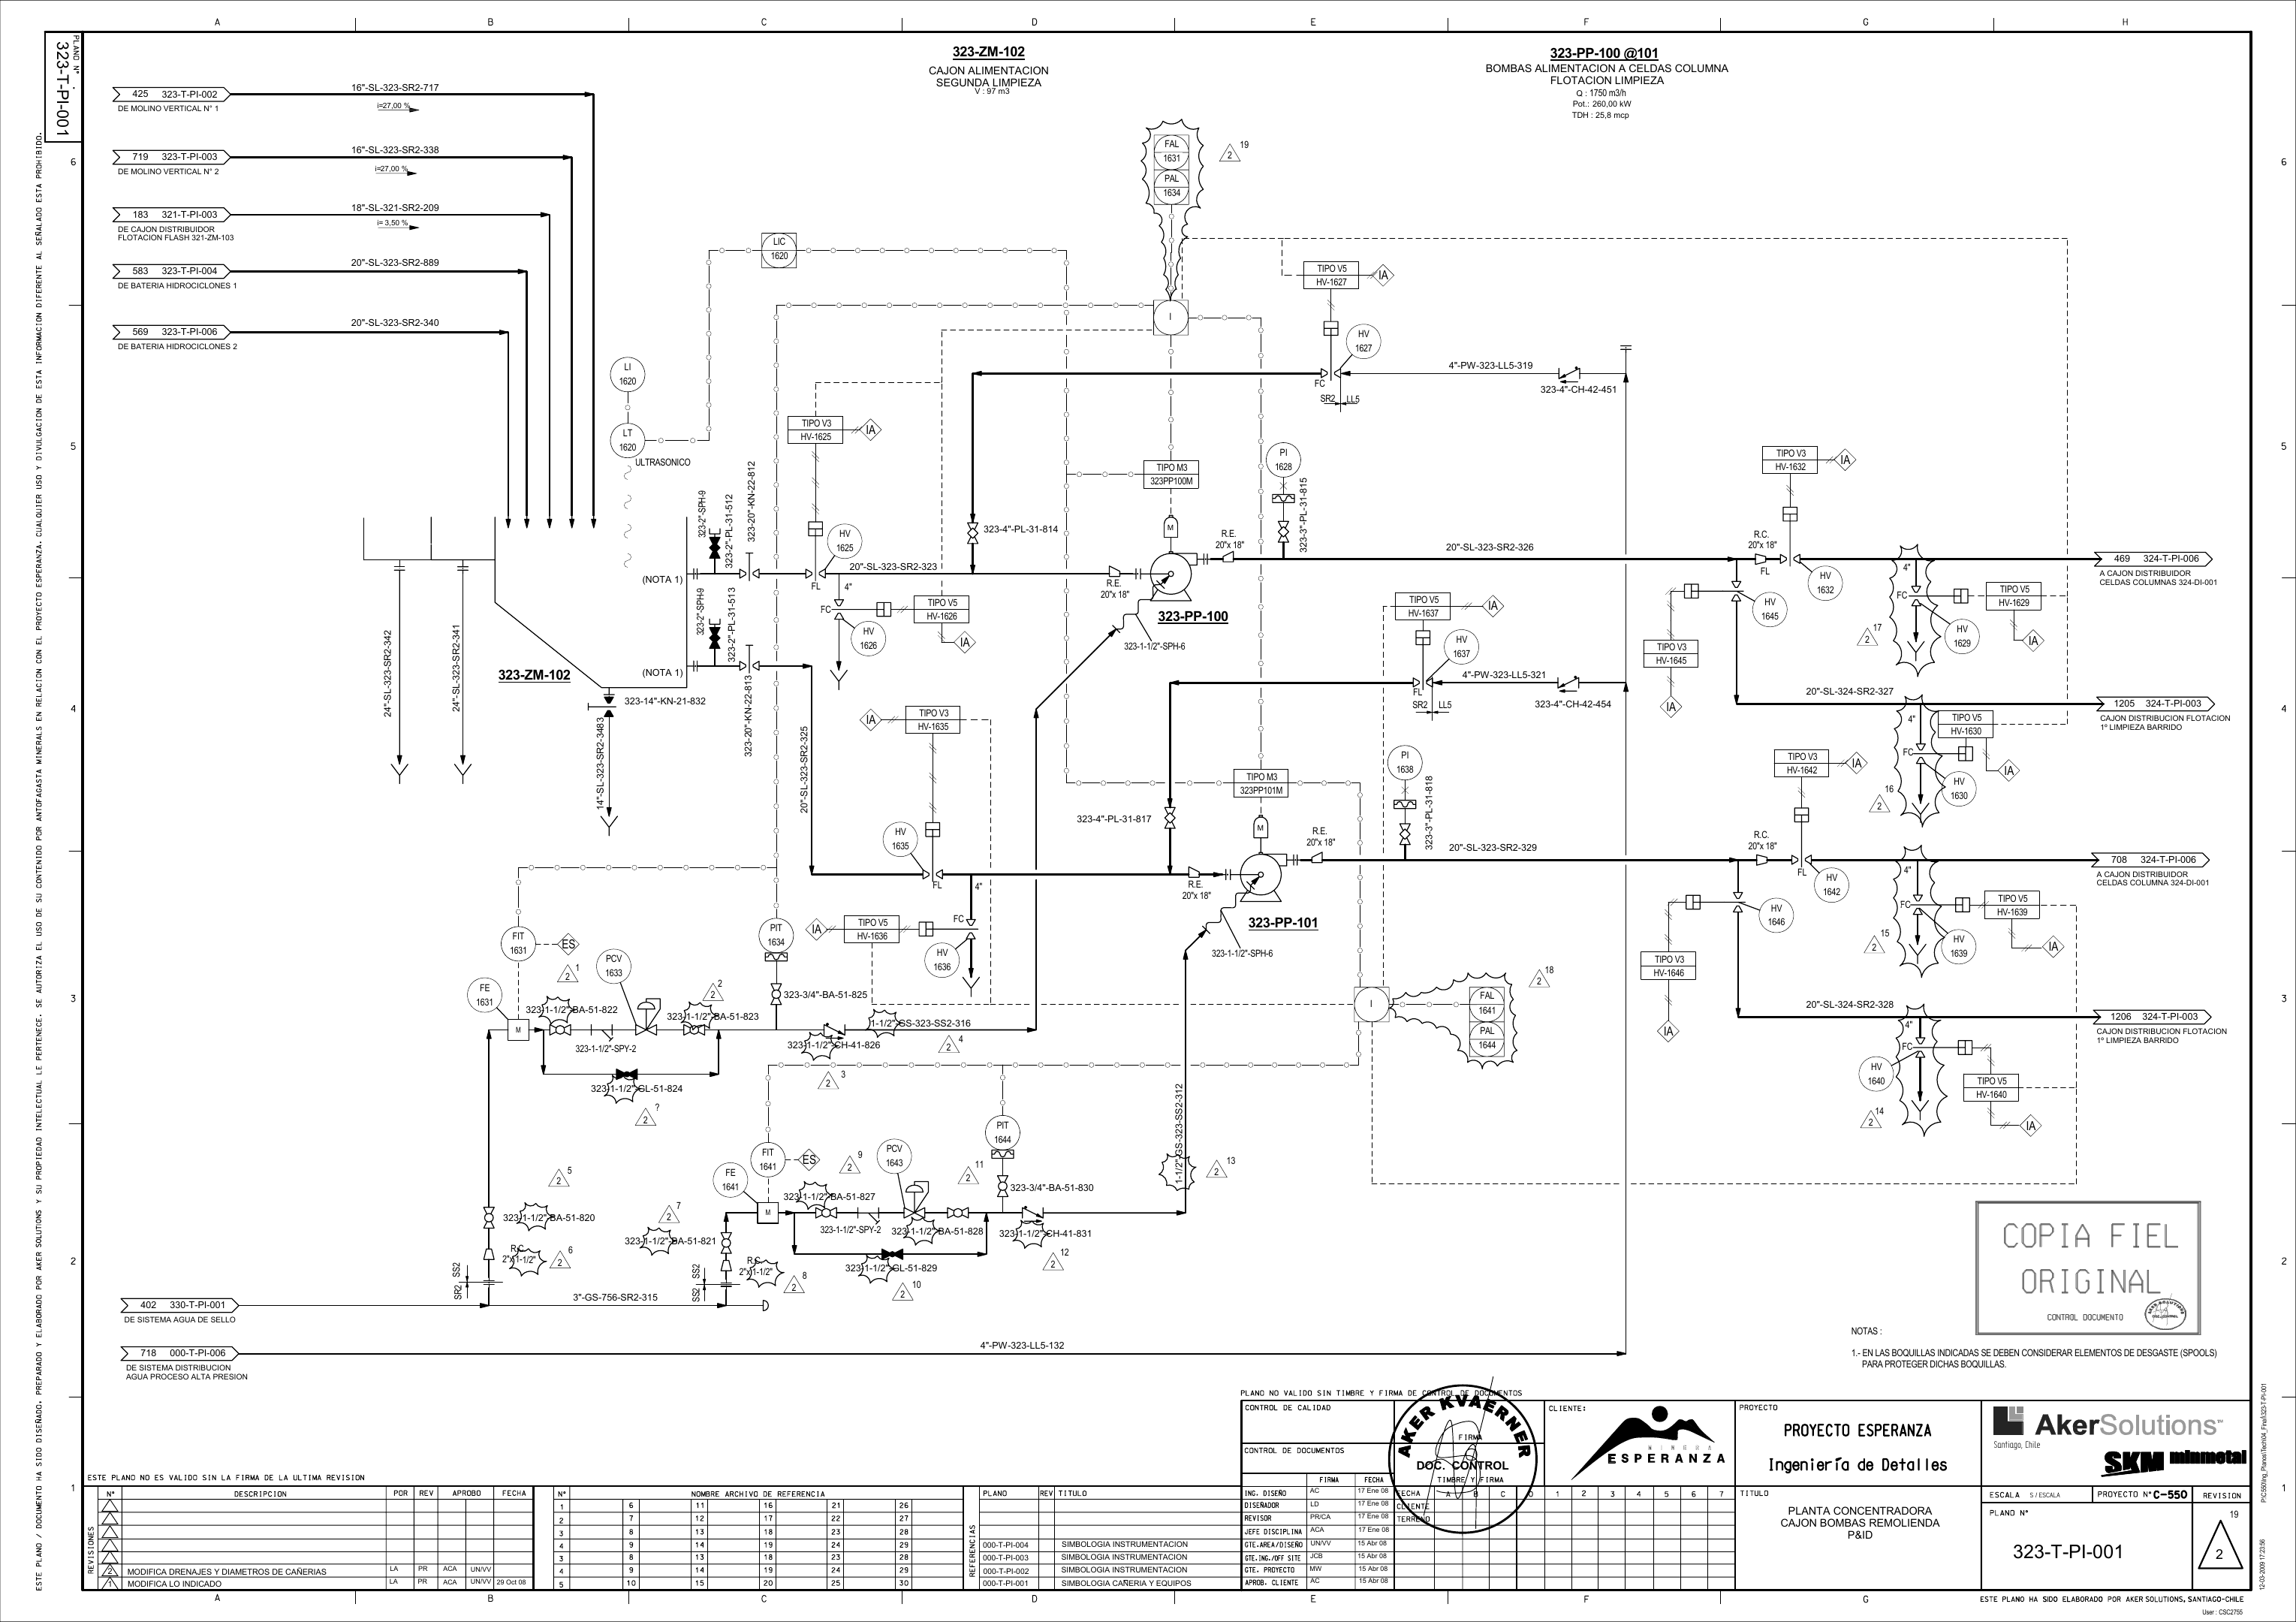 A
B
C
D
E
F
G
H
PLANO N°
323-T-PI-001
323-ZM-102
CAJON ALIMENTACION
SEGUNDA LIMPIEZA
V : 97 m3
323-PP-100 @101
BOMBAS ALIMENTACION A CELDAS COLUMNA
FLOTACION LIMPIEZA
Q : 1750 m3/h
Pot.: 260,00 kW
TDH : 25,8 mcp
425 323-T-PI-002
DE MOLINO VERTICAL N° 1
16"-SL-323-SR2-717
i=27,00 %
719 323-T-PI-003
DE MOLINO VERTICAL N° 2
16"-SL-323-SR2-338
i=27,00 %
183 321-T-PI-003
DE CAJON DISTRIBUIDOR
FLOTACION FLASH 321-ZM-103
18"-SL-321-SR2-209
i= 3,50 %
583 323-T-PI-004
DE BATERIA HIDROCICLONES 1
20"-SL-323-SR2-889
569 323-T-PI-006
DE BATERIA HIDROCICLONES 2
20"-SL-323-SR2-340
6
5
4
3
2
1
6
5
4
3
2
1
FAL
1631
PAL
1634
2
19
LIC
1620
I
TIPO V5
HV-1627
IA
HV
1627
FC
SR2
LL5
4"-PW-323-LL5-319
323-4"-CH-42-451
LI
1620
LT
1620
ULTRASONICO
TIPO V3
HV-1625
IA
HV
1625
FL
20"-SL-323-SR2-323
4"
FC
HV
1626
TIPO V5
HV-1626
IA
323-2"-SPH-9
323-2"-PL-31-512
323-20"-KN-22-812
(NOTA 1)
323-2"-SPH-9
323-2"-PL-31-513
323-20"-KN-22-813
(NOTA 1)
323-ZM-102
24"-SL-323-SR2-342
24"-SL-323-SR2-341
323-14"-KN-21-832
14"-SL-323-SR2-3483
20"-SL-323-SR2-325
323-4"-PL-31-814
TIPO M3
323PP100M
M
R.E.
20"x 18"
R.E.
20"x 18"
323-PP-100
323-1-1/2"-SPH-6
PI
1628
323-3"-PL-31-815
20"-SL-323-SR2-326
TIPO V3
HV-1632
IA
R.C.
20"x 18"
FL
HV
1632
HV
1645
TIPO V3
HV-1645
IA
4"
FC
TIPO V5
HV-1629
HV
1629
IA
2
17
469 324-T-PI-006
A CAJON DISTRIBUIDOR
CELDAS COLUMNAS 324-DI-001
20"-SL-324-SR2-327
1205 324-T-PI-003
CAJON DISTRIBUCION FLOTACION
1º LIMPIEZA BARRIDO
4"
FC
TIPO V5
HV-1630
HV
1630
IA
2
16
TIPO V5
HV-1637
IA
HV
1637
FL
SR2
LL5
4"-PW-323-LL5-321
323-4"-CH-42-454
IA
TIPO V3
HV-1635
HV
1635
FL
4"
FC
IA
TIPO V5
HV-1636
HV
1636
323-4"-PL-31-817
TIPO M3
323PP101M
M
R.E.
20"x 18"
R.E.
20"x 18"
323-PP-101
323-1-1/2"-SPH-6
PI
1638
323-3"-PL-31-818
20"-SL-323-SR2-329
TIPO V3
HV-1642
IA
R.C.
20"x 18"
FL
HV
1642
HV
1646
TIPO V3
HV-1646
IA
4"
FC
TIPO V5
HV-1639
HV
1639
IA
2
15
708 324-T-PI-006
A CAJON DISTRIBUIDOR
CELDAS COLUMNA 324-DI-001
20"-SL-324-SR2-328
1206 324-T-PI-003
CAJON DISTRIBUCION FLOTACION
1º LIMPIEZA BARRIDO
4"
FC
HV
1640
TIPO V5
HV-1640
IA
2
14
I
FAL
1641
PAL
1644
2
18
FIT
1631
ES
FE
1631
M
2
1
PCV
1633
323-1-1/2"-BA-51-822
323-1-1/2"-SPY-2
2
2
323-1-1/2"-BA-51-823
PIT
1634
323-3/4"-BA-51-825
1-1/2"-GS-323-SS2-316
323-1-1/2"-CH-41-826
2
4
2
3
323-1-1/2"-GL-51-824
2
?
2
5
323-1-1/2"-BA-51-820
R.C.
2"x1-1/2"
2
6
SR2
SS2
2
7
323-1-1/2"-BA-51-821
R.C.
2"x1-1/2"
2
8
SS2
SS2
FE
1641
FIT
1641
ES
M
2
9
PCV
1643
323-1-1/2"-BA-51-827
323-1-1/2"-SPY-2
323-1-1/2"-BA-51-828
2
11
PIT
1644
323-3/4"-BA-51-830
323-1-1/2"-CH-41-831
2
12
323-1-1/2"-GL-51-829
2
10
1-1/2"-GS-323-SS2-312
2
13
402 330-T-PI-001
DE SISTEMA AGUA DE SELLO
3"-GS-756-SR2-315
718 000-T-PI-006
DE SISTEMA DISTRIBUCION
AGUA PROCESO ALTA PRESION
4"-PW-323-LL5-132
COPIA FIEL
ORIGINAL
CONTROL DOCUMENTO
NOTAS :
1.- EN LAS BOQUILLAS INDICADAS SE DEBEN CONSIDERAR ELEMENTOS DE DESGASTE (SPOOLS)
PARA PROTEGER DICHAS BOQUILLAS.
ESTE PLANO / DOCUMENTO HA SIDO DISEÑADO, PREPARADO Y ELABORADO POR AKER SOLUTIONS Y SU PROPIEDAD INTELECTUAL LE PERTENECE. SE AUTORIZA EL USO DE SU CONTENIDO POR ANTOFAGASTA MINERALS EN RELACION CON EL PROYECTO ESPERANZA. CUALQUIER USO Y DIVULGACION DE ESTA INFORMACION DIFERENTE AL SEÑALADO ESTA PROHIBIDO.
ESTE PLANO NO ES VALIDO SIN LA FIRMA DE LA ULTIMA REVISION
REVISIONES
N° DESCRIPCION POR REV APROBO FECHA
2 MODIFICA DRENAJES Y DIAMETROS DE CAÑERIAS LA PR ACA UN/VV
1 MODIFICA LO INDICADO LA PR ACA UN/VV 29 Oct 08
N° NOMBRE ARCHIVO DE REFERENCIA
1 6 11 16 21 26
2 7 12 17 22 27
3 8 13 18 23 28
4 9 14 19 24 29
3 8 13 18 23 28
4 9 14 19 24 29
5 10 15 20 25 30
REFERENCIAS
PLANO REV TITULO
000-T-PI-004 SIMBOLOGIA INSTRUMENTACION
000-T-PI-003 SIMBOLOGIA INSTRUMENTACION
000-T-PI-002 SIMBOLOGIA INSTRUMENTACION
000-T-PI-001 SIMBOLOGIA CAÑERIA Y EQUIPOS
PLANO NO VALIDO SIN TIMBRE Y FIRMA DE CONTROL DE DOCUMENTOS
CONTROL DE CALIDAD
FIRMA
CONTROL DE DOCUMENTOS
TIMBRE Y FIRMA
AKER KVAERNER
DOC. CONTROL
FIRMA FECHA
ING. DISEÑO AC 17 Ene 08
DISEÑADOR LD 17 Ene 08
REVISOR PR/CA 17 Ene 08
JEFE DISCIPLINA ACA 17 Ene 08
GTE.AREA/DISEÑO UN/VV 15 Abr 08
GTE.ING./OFF SITE JCB 15 Abr 08
GTE. PROYECTO MW 15 Abr 08
APROB. CLIENTE AC 15 Abr 08
FECHA A B C 0 1 2 3 4 5 6 7
CLIENTE
TERRENO
CLIENTE:
MINERA
ESPERANZA
PROYECTO
PROYECTO ESPERANZA
Ingeniería de Detalles
TITULO
PLANTA CONCENTRADORA
CAJON BOMBAS REMOLIENDA
P&ID
AkerSolutions™
Santiago, Chile
SKM minmetal
ESCALA S / ESCALA
PROYECTO N° C-550
REVISION
PLANO N°
323-T-PI-001
19
2
A
B
C
D
E
F
G
ESTE PLANO HA SIDO ELABORADO POR AKER SOLUTIONS, SANTIAGO-CHILE
User : CSC2755
12-03-2009 17:23:56